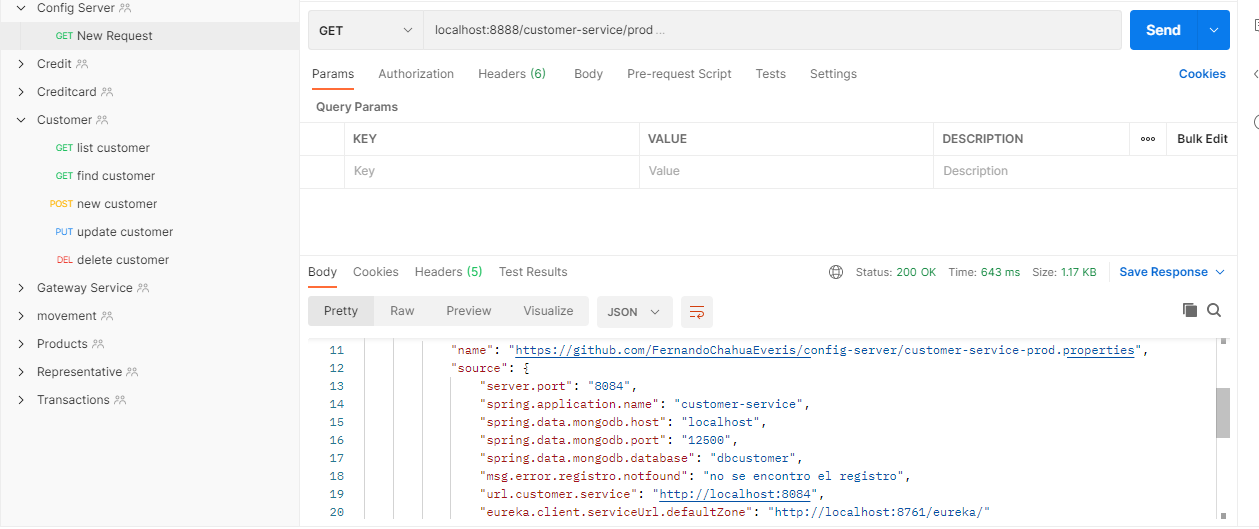 Config Server
GET New Request
Credit
Creditcard
Customer
GET list customer
GET find customer
POST new customer
PUT update customer
DEL delete customer
Gateway Service
movement
Products
Representative
Transactions
GET
localhost:8888/customer-service/prod ...
Send
Params Authorization Headers (6) Body Pre-request Script Tests Settings Cookies
Query Params
KEY VALUE DESCRIPTION ooo Bulk Edit
Key Value Description
Body Cookies Headers (5) Test Results Status: 200 OK Time: 643 ms Size: 1.17 KB Save Response
Pretty Raw Preview Visualize JSON
11 "name": "https://github.com/FernandoChahuaEveris/config-server/customer-service-prod.properties",
12 "source": {
13 "server.port": "8084",
14 "spring.application.name": "customer-service",
15 "spring.data.mongodb.host": "localhost",
16 "spring.data.mongodb.port": "12500",
17 "spring.data.mongodb.database": "dbcustomer",
18 "msg.error.registro.notfound": "no se encontro el registro",
19 "url.customer.service": "http://localhost:8084",
20 "eureka.client.serviceUrl.defaultZone": "http://localhost:8761/eureka/"